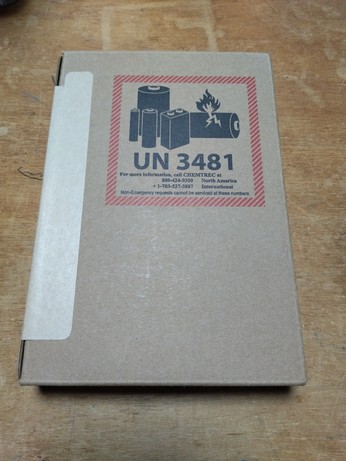 UN 3481
For more information, call CHEMTREC at
800-424-9300 North America
+ 1-703-527-3887 International
Non-Emergency requests cannot be serviced at these numbers